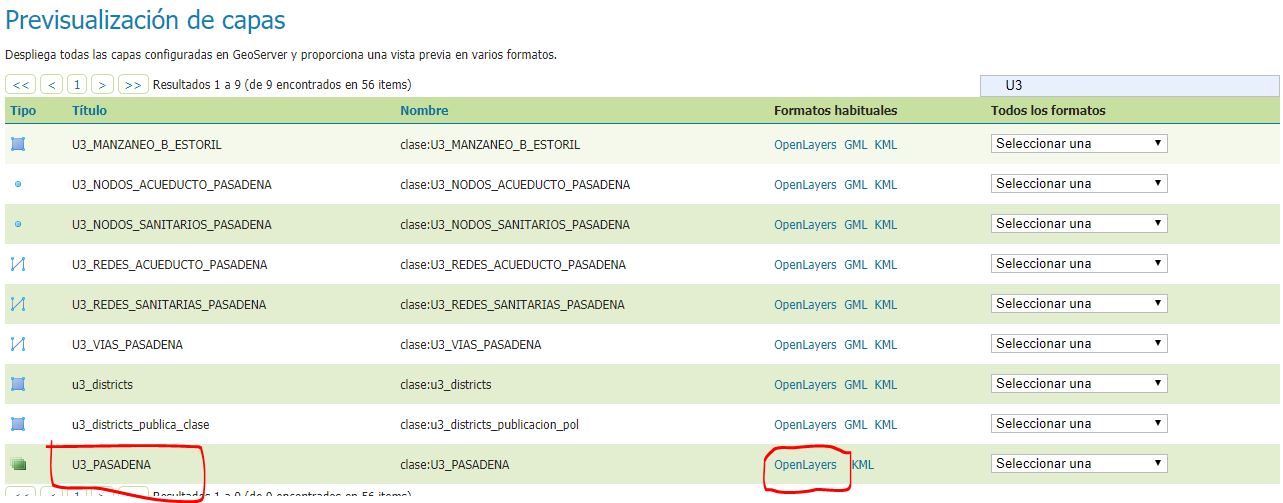 Previsualización de capas
Despliega todas las capas configuradas en GeoServer y proporciona una vista previa en varios formatos.
<< < 1 > >> Resultados 1 a 9 (de 9 encontrados en 56 items) U3
Tipo Título Nombre Formatos habituales Todos los formatos
U3_MANZANEO_B_ESTORIL clase:U3_MANZANEO_B_ESTORIL OpenLayers GML KML Seleccionar una
U3_NODOS_ACUEDUCTO_PASADENA clase:U3_NODOS_ACUEDUCTO_PASADENA OpenLayers GML KML Seleccionar una
U3_NODOS_SANITARIOS_PASADENA clase:U3_NODOS_SANITARIOS_PASADENA OpenLayers GML KML Seleccionar una
U3_REDES_ACUEDUCTO_PASADENA clase:U3_REDES_ACUEDUCTO_PASADENA OpenLayers GML KML Seleccionar una
U3_REDES_SANITARIAS_PASADENA clase:U3_REDES_SANITARIAS_PASADENA OpenLayers GML KML Seleccionar una
U3_VIAS_PASADENA clase:U3_VIAS_PASADENA OpenLayers GML KML Seleccionar una
u3_districts clase:u3_districts OpenLayers GML KML Seleccionar una
u3_districts_publica_clase clase:u3_districts_publicacion_pol OpenLayers GML KML Seleccionar una
U3_PASADENA clase:U3_PASADENA OpenLayers KML Seleccionar una
<< < 1 > >> Resultados 1 a 9 (de 9 encontrados en 56 items)